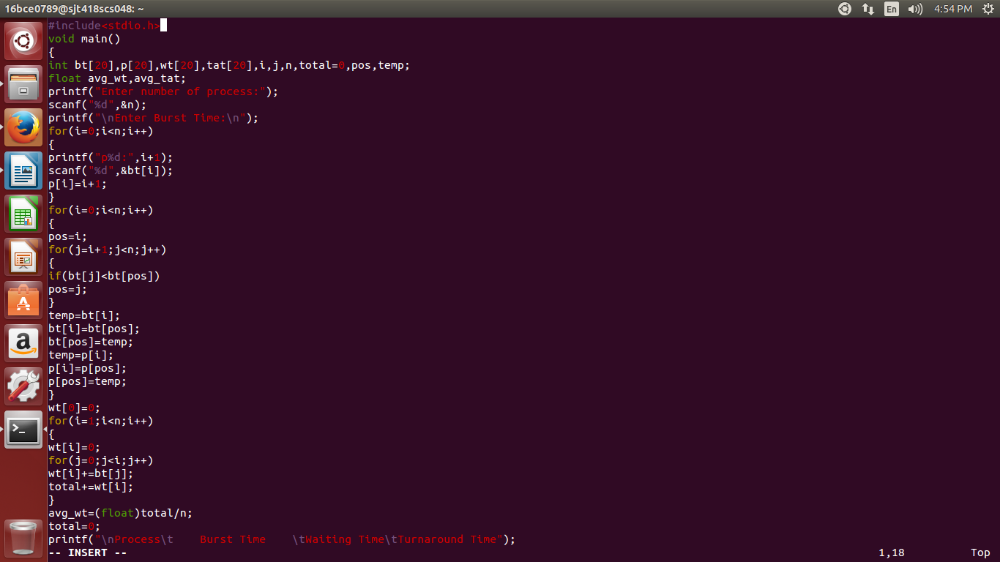 16bce0789@sjt418scs048: ~
En
4:54 PM
#include<stdio.h>
void main()
{
int bt[20],p[20],wt[20],tat[20],i,j,n,total=0,pos,temp;
float avg_wt,avg_tat;
printf("Enter number of process:");
scanf("%d",&n);
printf("\nEnter Burst Time:\n");
for(i=0;i<n;i++)
{
printf("p%d:",i+1);
scanf("%d",&bt[i]);
p[i]=i+1;
}
for(i=0;i<n;i++)
{
pos=i;
for(j=i+1;j<n;j++)
{
if(bt[j]<bt[pos])
pos=j;
}
temp=bt[i];
bt[i]=bt[pos];
bt[pos]=temp;
temp=p[i];
p[i]=p[pos];
p[pos]=temp;
}
wt[0]=0;
for(i=1;i<n;i++)
{
wt[i]=0;
for(j=0;j<i;j++)
wt[i]+=bt[j];
total+=wt[i];
}
avg_wt=(float)total/n;
total=0;
printf("\nProcess\t    Burst Time    \tWaiting Time\tTurnaround Time");
-- INSERT --
1,18
Top